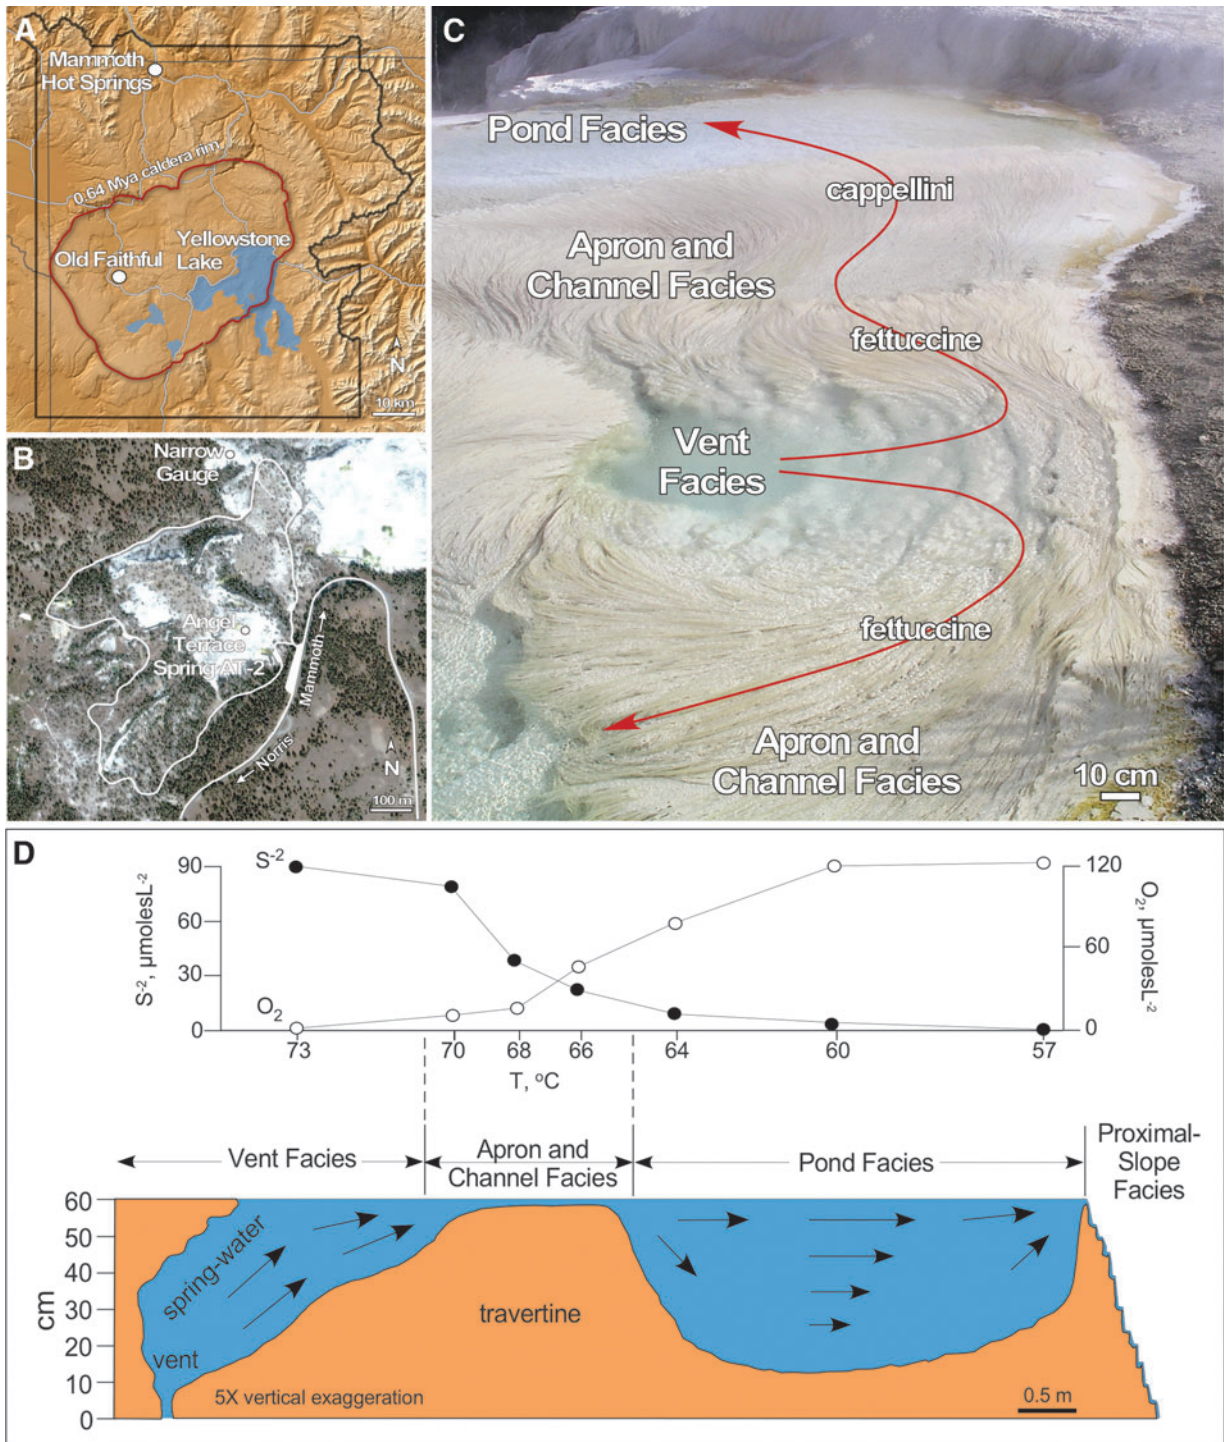 A
Mammoth
Hot Springs
0.64 Mya caldera rim
Yellowstone
Lake
Old Faithful
N
10 km
B
Narrow
Gauge
Angel
Terrace
Spring AT-2
Mammoth
Norris
N
100 m
C
Pond Facies
cappellini
Apron and
Channel Facies
fettuccine
Vent
Facies
fettuccine
Apron and
Channel Facies
10 cm
D
S⁻²
90
60
30
0
S⁻², µmolesL⁻²
O₂
120
60
0
O₂, µmolesL⁻²
73 70 68 66 64 60 57
T, ºC
Vent Facies
Apron and
Channel Facies
Pond Facies
Proximal-
Slope
Facies
60
50
40
30
20
10
0
cm
spring-water
vent
travertine
5X vertical exaggeration
0.5 m